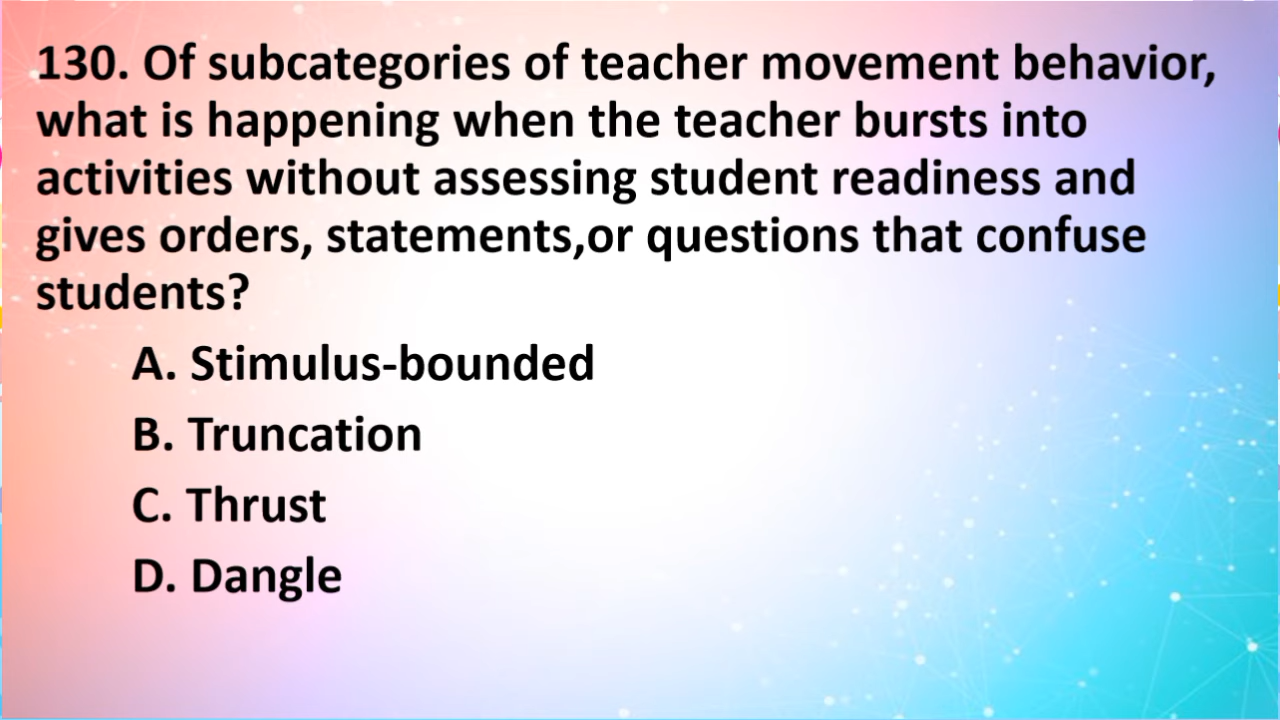 130. Of subcategories of teacher movement behavior,
what is happening when the teacher bursts into
activities without assessing student readiness and
gives orders, statements,or questions that confuse
students?
A. Stimulus-bounded
B. Truncation
C. Thrust
D. Dangle